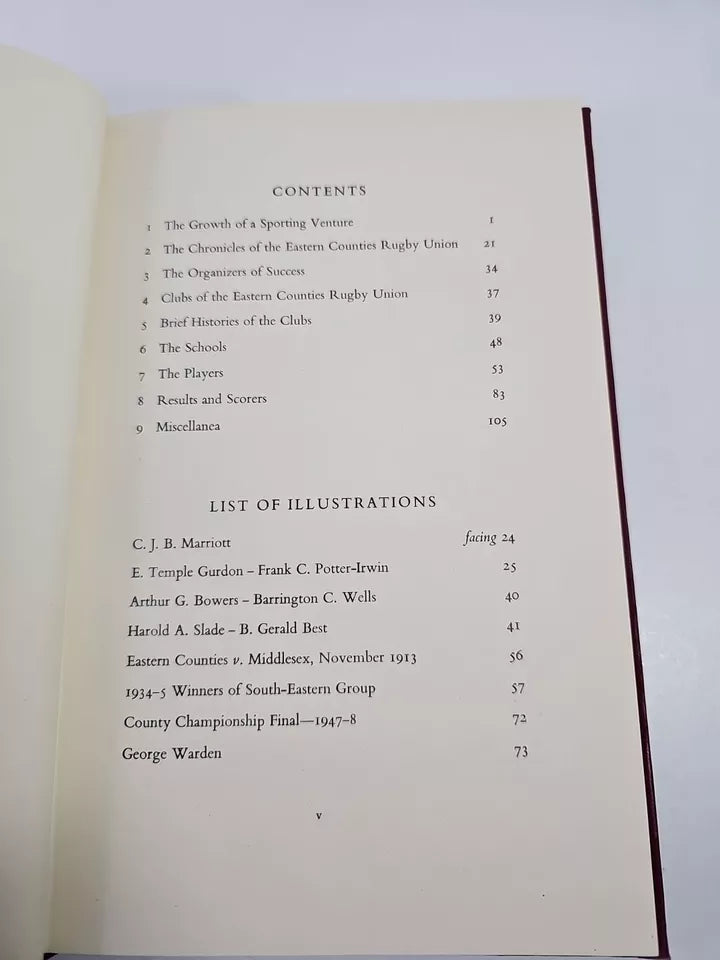 CONTENTS
1 The Growth of a Sporting Venture 1
2 The Chronicles of the Eastern Counties Rugby Union 21
3 The Organizers of Success 34
4 Clubs of the Eastern Counties Rugby Union 37
5 Brief Histories of the Clubs 39
6 The Schools 48
7 The Players 53
8 Results and Scorers 83
9 Miscellanea 105
LIST OF ILLUSTRATIONS
C. J. B. Marriott facing 24
E. Temple Gurdon – Frank C. Potter-Irwin 25
Arthur G. Bowers – Barrington C. Wells 40
Harold A. Slade – B. Gerald Best 41
Eastern Counties v. Middlesex, November 1913 56
1934–5 Winners of South-Eastern Group 57
County Championship Final—1947–8 72
George Warden 73
v